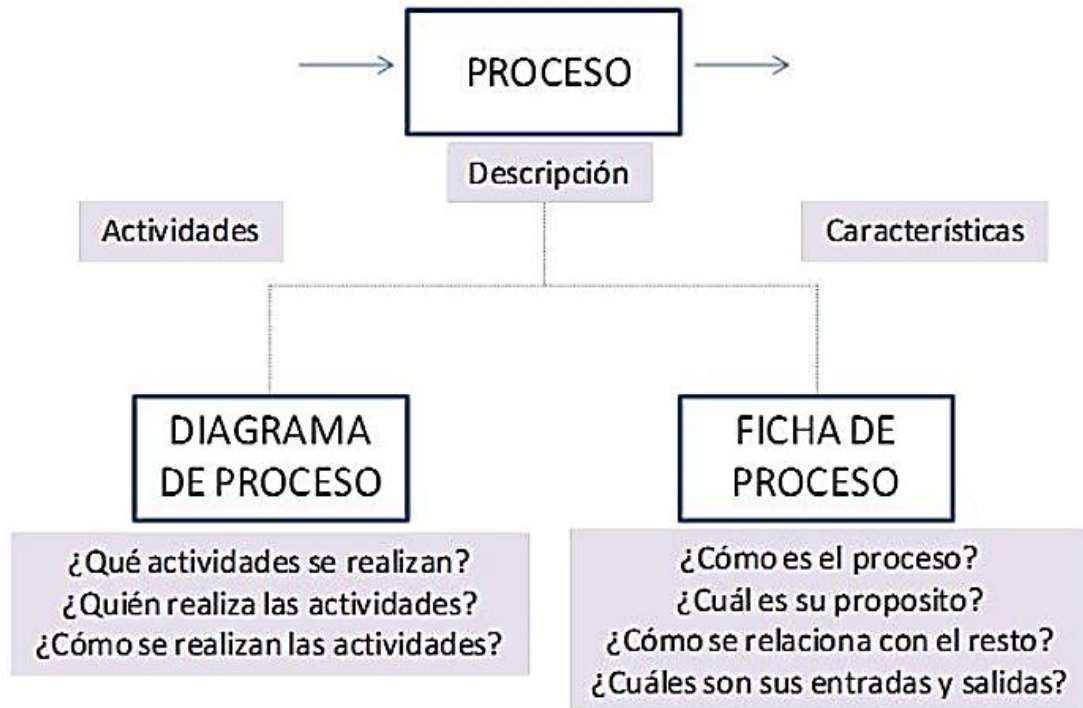 PROCESO
Descripción
Actividades
Características
DIAGRAMA
DE PROCESO
FICHA DE
PROCESO
¿Qué actividades se realizan?
¿Quién realiza las actividades?
¿Cómo se realizan las actividades?
¿Cómo es el proceso?
¿Cuál es su proposito?
¿Cómo se relaciona con el resto?
¿Cuáles son sus entradas y salidas?